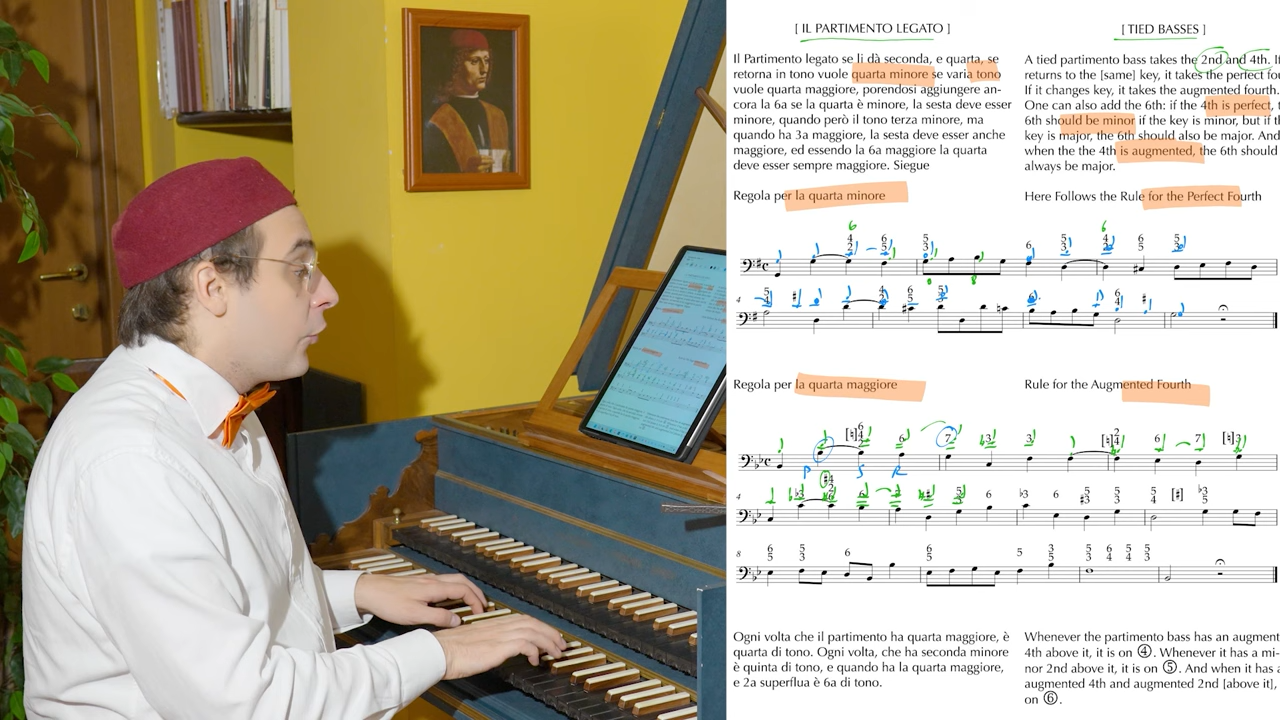 [ IL PARTIMENTO LEGATO ]
Il Partimento legato se li dà seconda, e quarta, se
retorna in tono vuole quarta minore se varia tono
vuole quarta maggiore, porendosi aggiungere an-
cora la 6a se la quarta è minore, la sesta deve esser
minore, quando però il tono terza minore, ma
quando ha 3a maggiore, la sesta deve esser anche
maggiore, ed essendo la 6a maggiore la quarta
deve esser sempre maggiore. Siegue
[ TIED BASSES ]
A tied partimento bass takes the 2nd and 4th. If
returns to the [same] key, it takes the perfect
If it changes key, it takes the augmented fourth.
One can also add the 6th: if the 4th is perfect,
6th should be minor if the key is minor, but if
key is major, the 6th should also be major. And
when the the 4th is augmented, the 6th should
always be major.
Regola per la quarta minore
Here Follows the Rule for the Perfect Fourth
Regola per la quarta maggiore
Rule for the Augmented Fourth
P S R
Ogni volta che il partimento ha quarta maggiore, è
quarta di tono. Ogni volta, che ha seconda minore
è quinta di tono, e quando ha la quarta maggiore,
e 2a superflua è 6a di tono.
Whenever the partimento bass has an augment
4th above it, it is on ④. Whenever it has a mi-
nor 2nd above it, it is on ⑤. And when it has a
augmented 4th and augmented 2nd [above it],
on ⑥.